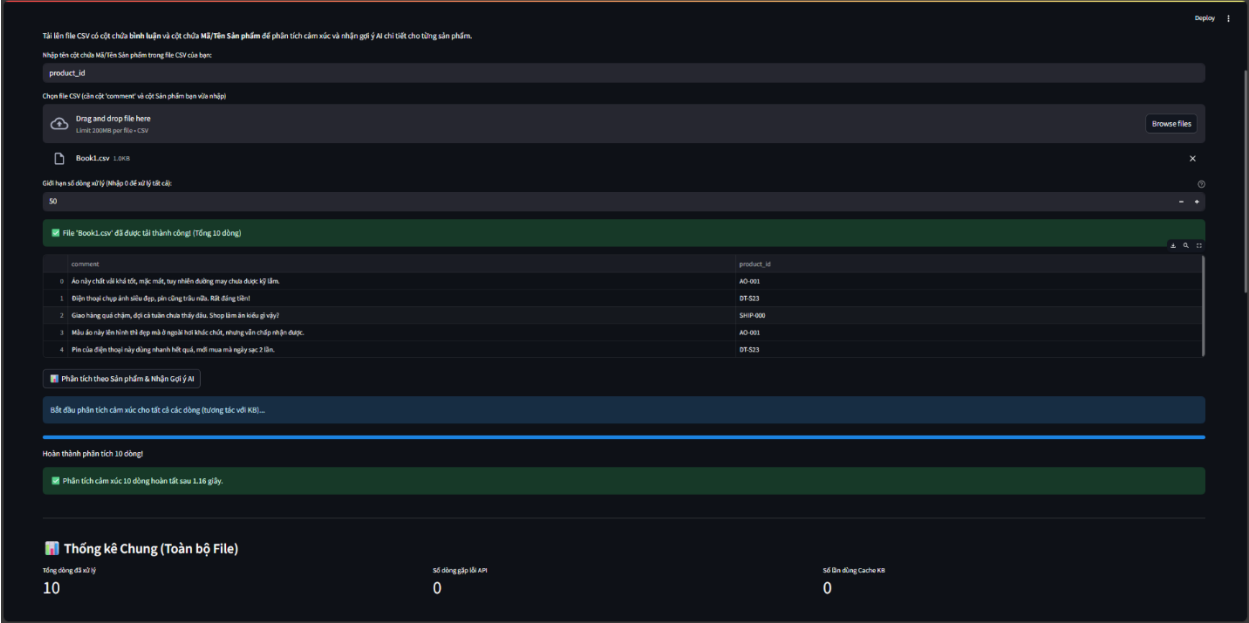 Deploy
Tải lên file CSV có cột chứa bình luận và cột chứa Mã/Tên Sản phẩm để phân tích cảm xúc và nhận gợi ý AI chi tiết cho từng sản phẩm.
Nhập tên cột chứa Mã/Tên Sản phẩm trong file CSV của bạn:
product_id
Chọn file CSV (cần cột 'comment' và cột Sản phẩm bạn vừa nhập)
Drag and drop file here
Limit 200MB per file • CSV
Browse files
Book1.csv 1.0KB
Giới hạn số dòng xử lý (Nhập 0 để xử lý tất cả):
50
File 'Book1.csv' đã được tải thành công! (Tổng 10 dòng)
comment product_id
0 Áo này chất vải khá tốt, mặc mát, tuy nhiên đường may chưa được kỹ lắm. AO-001
1 Điện thoại chụp ảnh siêu đẹp, pin cũng trâu nữa. Rất đáng tiền! DT-S23
2 Giao hàng quá chậm, đợi cả tuần chưa thấy đâu. Shop làm ăn kiểu gì vậy? SHIP-000
3 Màu áo này lên hình thì đẹp mà ở ngoài hơi khác chút, nhưng vẫn chấp nhận được. AO-001
4 Pin của điện thoại này dùng nhanh hết quá, mới mua mà ngày sạc 2 lần. DT-S23
Phân tích theo Sản phẩm & Nhận Gợi ý AI
Bắt đầu phân tích cảm xúc cho tất cả các dòng (tương tác với KB)...
Hoàn thành phân tích 10 dòng!
Phân tích cảm xúc 10 dòng hoàn tất sau 1.16 giây.
Thống kê Chung (Toàn bộ File)
Tổng dòng đã xử lý Số dòng gặp lỗi API Số lần dùng Cache KB
10 0 0